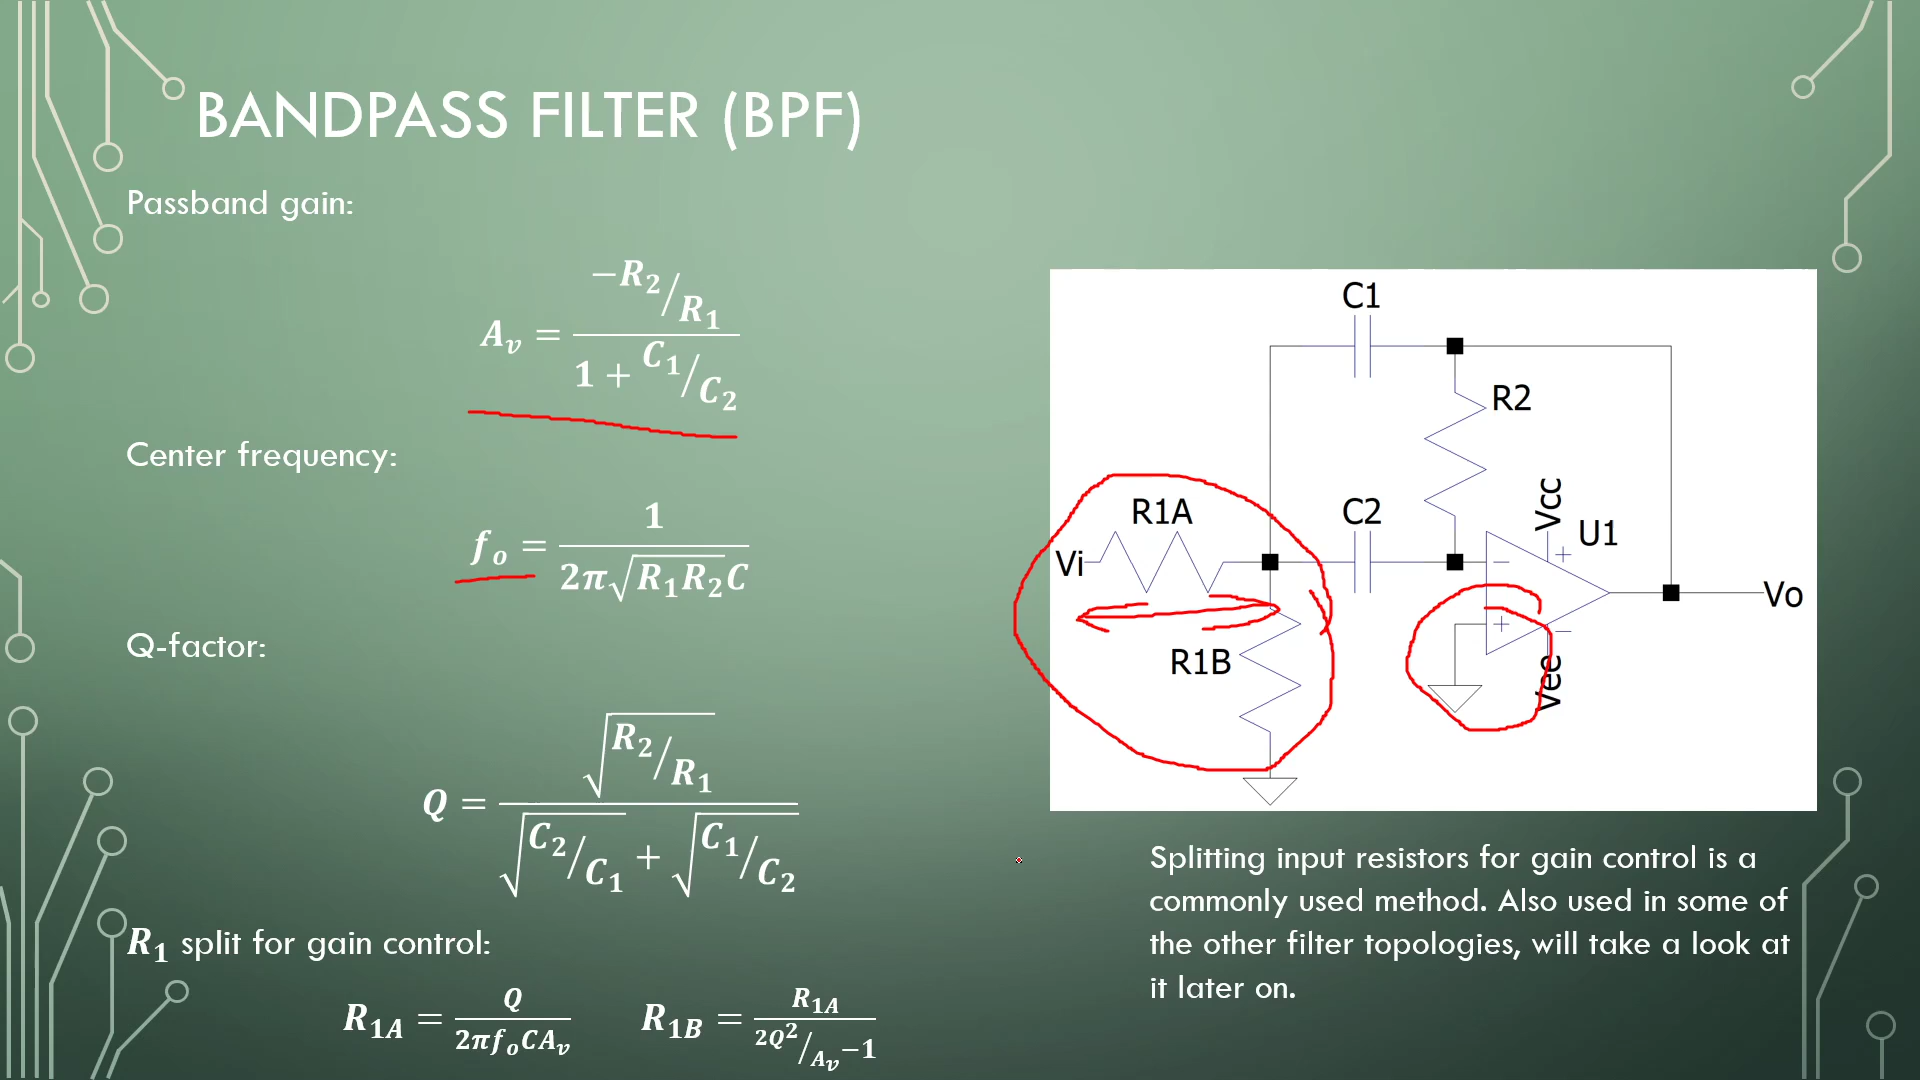 BANDPASS FILTER (BPF)
Passband gain:
A_v = (−R_2/R_1) / (1 + C_1/C_2)
Center frequency:
f_o = 1 / (2π√(R_1R_2)C)
Q-factor:
Q = √(R_2/R_1) / (√(C_2/C_1) + √(C_1/C_2))
R_1 split for gain control:
R_1A = Q / (2πf_oCA_v)    R_1B = R_1A / (2Q^2/A_v−1)
C1
R2
R1A
C2
Vcc
U1
Vi
−
+
+
−
Vo
R1B
Vee
Splitting input resistors for gain control is a
commonly used method. Also used in some of
the other filter topologies, will take a look at
it later on.